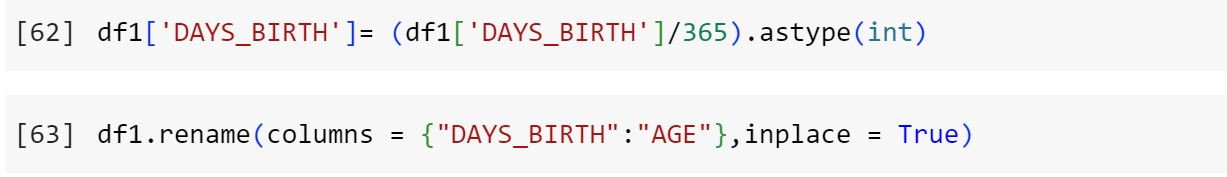 [62] df1['DAYS_BIRTH']= (df1['DAYS_BIRTH']/365).astype(int)
[63] df1.rename(columns = {"DAYS_BIRTH":"AGE"},inplace = True)